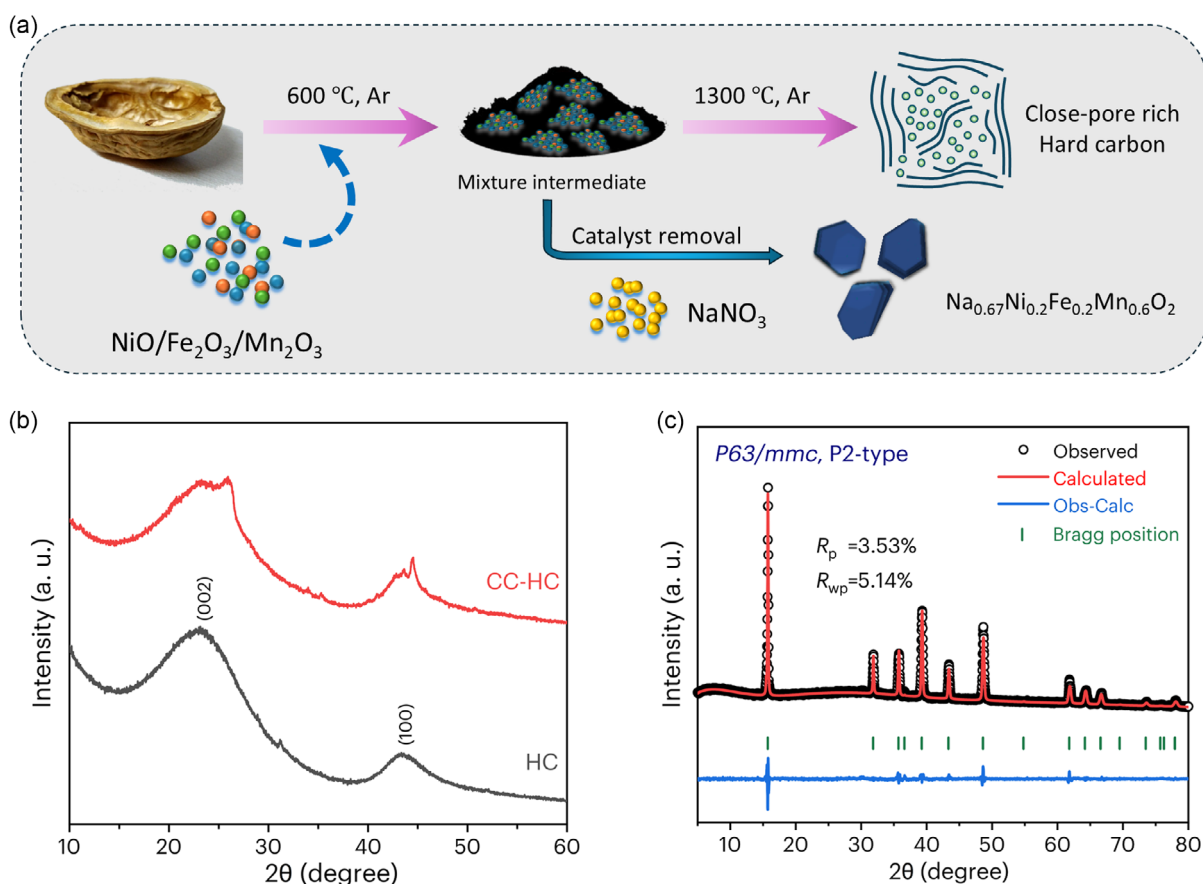 (a)
600 °C, Ar
1300 °C, Ar
Close-pore rich
Hard carbon
Mixture intermediate
Catalyst removal
NaNO₃
Na₀.₆₇Ni₀.₂Fe₀.₂Mn₀.₆O₂
NiO/Fe₂O₃/Mn₂O₃
(b)
Intensity (a. u.)
CC-HC
(002)
(100)
HC
10 20 30 40 50 60
2θ (degree)
(c)
Intensity (a. u.)
P63/mmc, P2-type
Observed
Calculated
Obs-Calc
Bragg position
Rₚ =3.53%
R_wp=5.14%
10 20 30 40 50 60 70 80
2θ (degree)